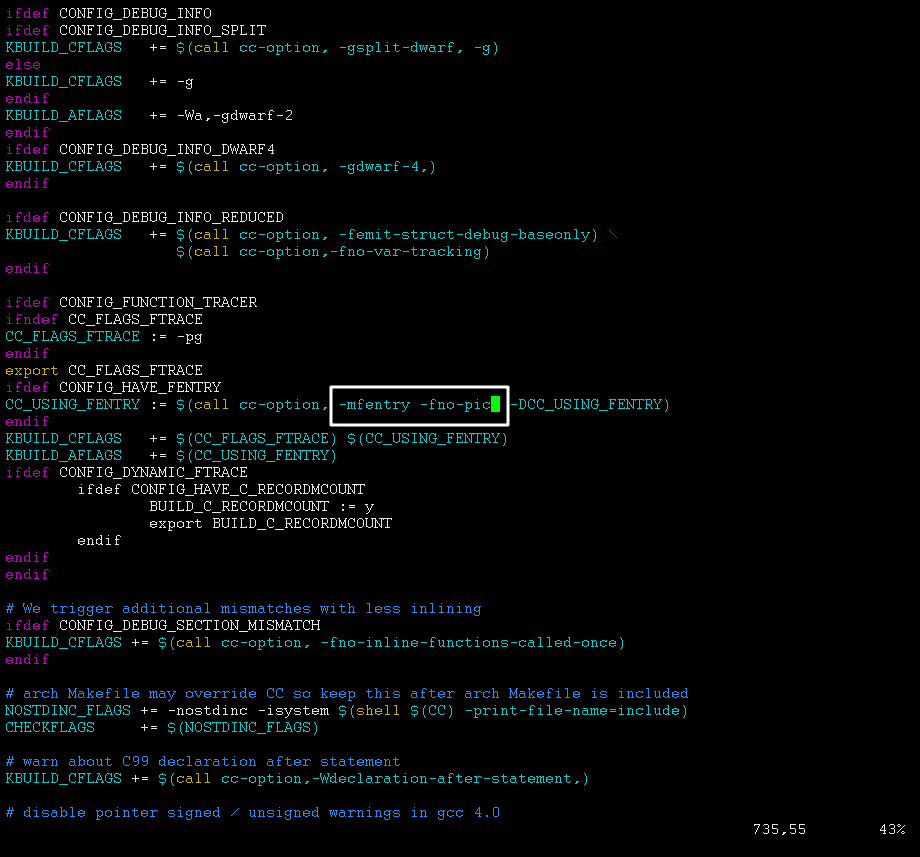 ifdef CONFIG_DEBUG_INFO
ifdef CONFIG_DEBUG_INFO_SPLIT
KBUILD_CFLAGS   += $(call cc-option, -gsplit-dwarf, -g)
else
KBUILD_CFLAGS   += -g
endif
KBUILD_AFLAGS   += -Wa,-gdwarf-2
endif
ifdef CONFIG_DEBUG_INFO_DWARF4
KBUILD_CFLAGS   += $(call cc-option, -gdwarf-4,)
endif

ifdef CONFIG_DEBUG_INFO_REDUCED
KBUILD_CFLAGS   += $(call cc-option, -femit-struct-debug-baseonly) \
                   $(call cc-option,-fno-var-tracking)
endif

ifdef CONFIG_FUNCTION_TRACER
ifndef CC_FLAGS_FTRACE
CC_FLAGS_FTRACE := -pg
endif
export CC_FLAGS_FTRACE
ifdef CONFIG_HAVE_FENTRY
CC_USING_FENTRY := $(call cc-option, -mfentry -fno-pic -DCC_USING_FENTRY)
endif
KBUILD_CFLAGS   += $(CC_FLAGS_FTRACE) $(CC_USING_FENTRY)
KBUILD_AFLAGS   += $(CC_USING_FENTRY)
ifdef CONFIG_DYNAMIC_FTRACE
        ifdef CONFIG_HAVE_C_RECORDMCOUNT
                BUILD_C_RECORDMCOUNT := y
                export BUILD_C_RECORDMCOUNT
        endif
endif
endif

# We trigger additional mismatches with less inlining
ifdef CONFIG_DEBUG_SECTION_MISMATCH
KBUILD_CFLAGS += $(call cc-option, -fno-inline-functions-called-once)
endif

# arch Makefile may override CC so keep this after arch Makefile is included
NOSTDINC_FLAGS += -nostdinc -isystem $(shell $(CC) -print-file-name=include)
CHECKFLAGS     += $(NOSTDINC_FLAGS)

# warn about C99 declaration after statement
KBUILD_CFLAGS += $(call cc-option,-Wdeclaration-after-statement,)

# disable pointer signed / unsigned warnings in gcc 4.0
735,55        43%